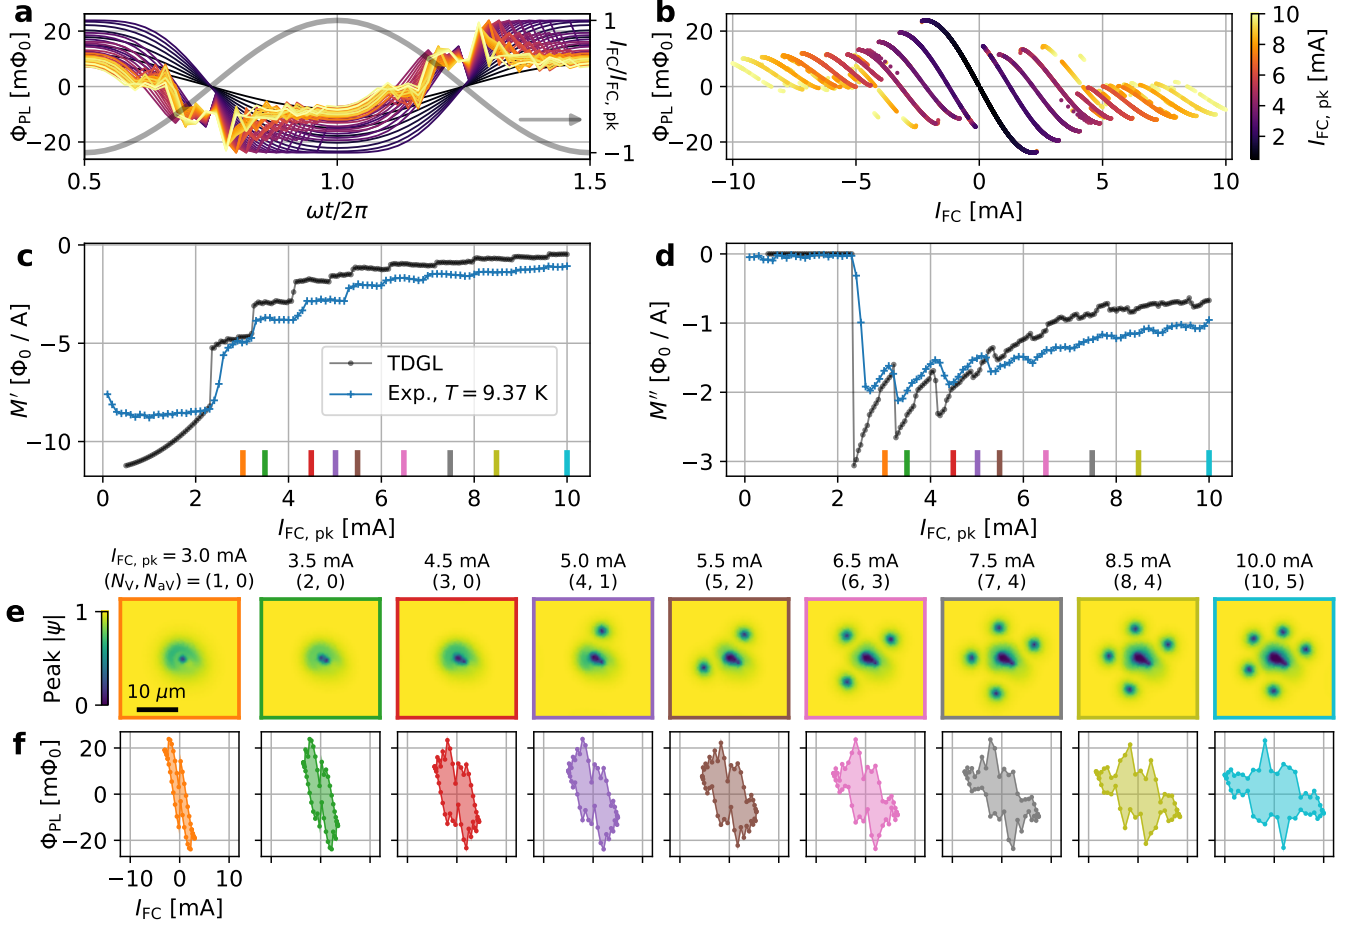 a
Φ_PL [mΦ_0]
20
0
−20
0.5
1.0
1.5
ωt/2π
1
0
−1
I_FC/I_FC, pk
b
Φ_PL [mΦ_0]
20
0
−20
−10
−5
0
5
10
I_FC [mA]
10
8
6
4
2
I_FC, pk [mA]
c
M′ [Φ_0 / A]
0
−5
−10
TDGL
Exp., T = 9.37 K
0
2
4
6
8
10
I_FC, pk [mA]
d
M″ [Φ_0 / A]
0
−1
−2
−3
0
2
4
6
8
10
I_FC, pk [mA]
I_FC, pk = 3.0 mA
(N_V, N_aV) = (1, 0)
3.5 mA
(2, 0)
4.5 mA
(3, 0)
5.0 mA
(4, 1)
5.5 mA
(5, 2)
6.5 mA
(6, 3)
7.5 mA
(7, 4)
8.5 mA
(8, 4)
10.0 mA
(10, 5)
e
Peak |ψ|
1
0
10 μm
f
Φ_PL [mΦ_0]
20
0
−20
−10
0
10
I_FC [mA]